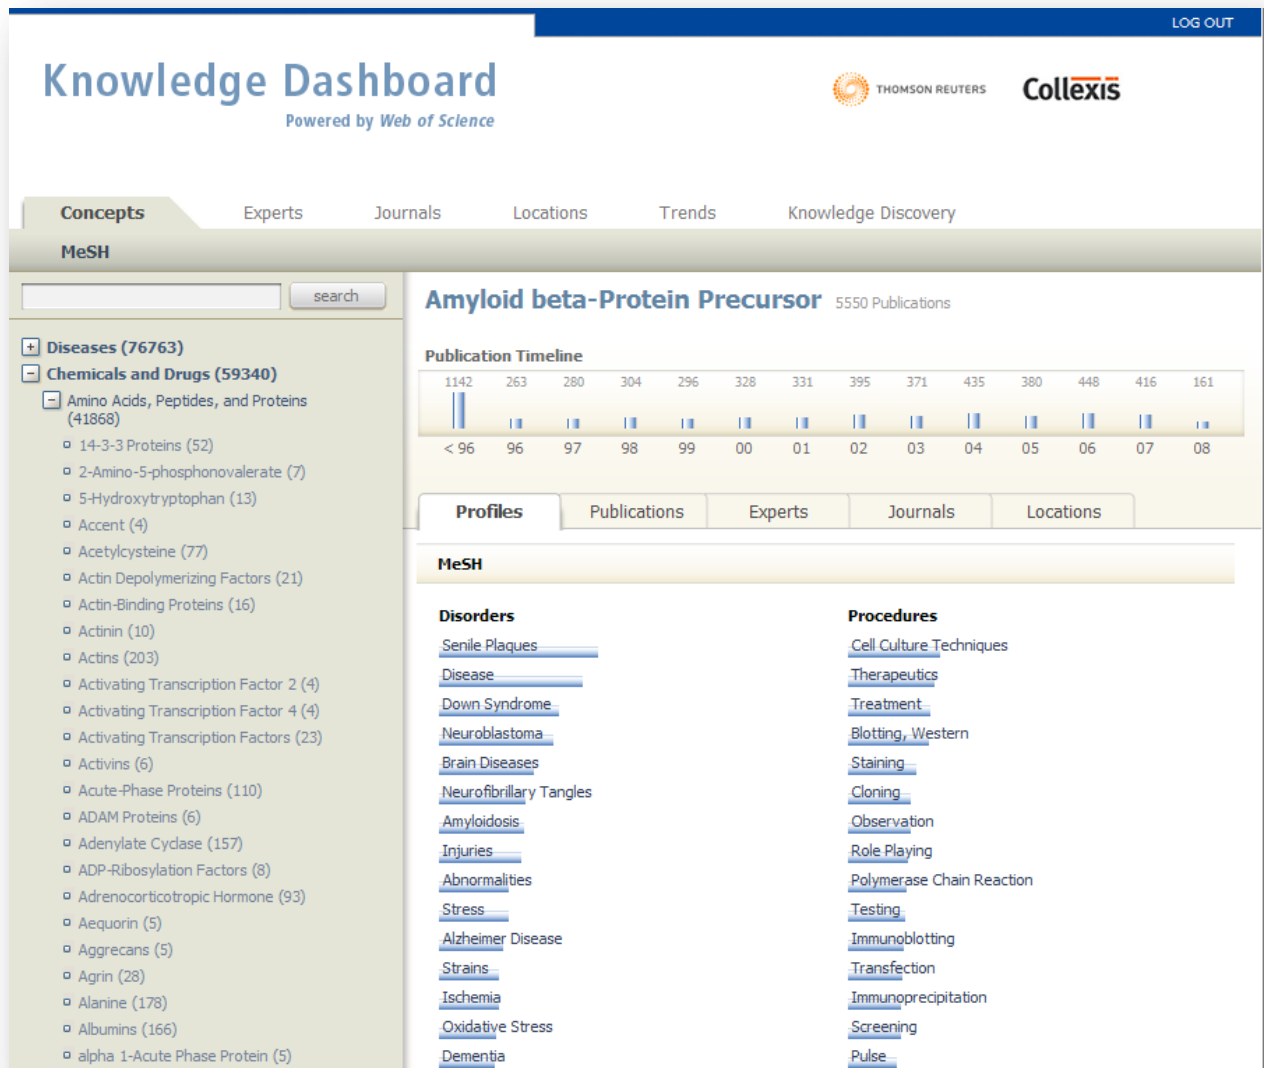 LOG OUT
Knowledge Dashboard
Powered by Web of Science
THOMSON REUTERS
Collexis
Concepts Experts Journals Locations Trends Knowledge Discovery
MeSH
search
Diseases (76763)
Chemicals and Drugs (59340)
Amino Acids, Peptides, and Proteins
(41868)
14-3-3 Proteins (52)
2-Amino-5-phosphonovalerate (7)
5-Hydroxytryptophan (13)
Accent (4)
Acetylcysteine (77)
Actin Depolymerizing Factors (21)
Actin-Binding Proteins (16)
Actinin (10)
Actins (203)
Activating Transcription Factor 2 (4)
Activating Transcription Factor 4 (4)
Activating Transcription Factors (23)
Activins (6)
Acute-Phase Proteins (110)
ADAM Proteins (6)
Adenylate Cyclase (157)
ADP-Ribosylation Factors (8)
Adrenocorticotropic Hormone (93)
Aequorin (5)
Aggrecans (5)
Agrin (28)
Alanine (178)
Albumins (166)
alpha 1-Acute Phase Protein (5)
Amyloid beta-Protein Precursor 5550 Publications
Publication Timeline
1142 263 280 304 296 328 331 395 371 435 380 448 416 161
< 96 96 97 98 99 00 01 02 03 04 05 06 07 08
Profiles Publications Experts Journals Locations
MeSH
Disorders
Senile Plaques
Disease
Down Syndrome
Neuroblastoma
Brain Diseases
Neurofibrillary Tangles
Amyloidosis
Injuries
Abnormalities
Stress
Alzheimer Disease
Strains
Ischemia
Oxidative Stress
Dementia
Procedures
Cell Culture Techniques
Therapeutics
Treatment
Blotting, Western
Staining
Cloning
Observation
Role Playing
Polymerase Chain Reaction
Testing
Immunoblotting
Transfection
Immunoprecipitation
Screening
Pulse